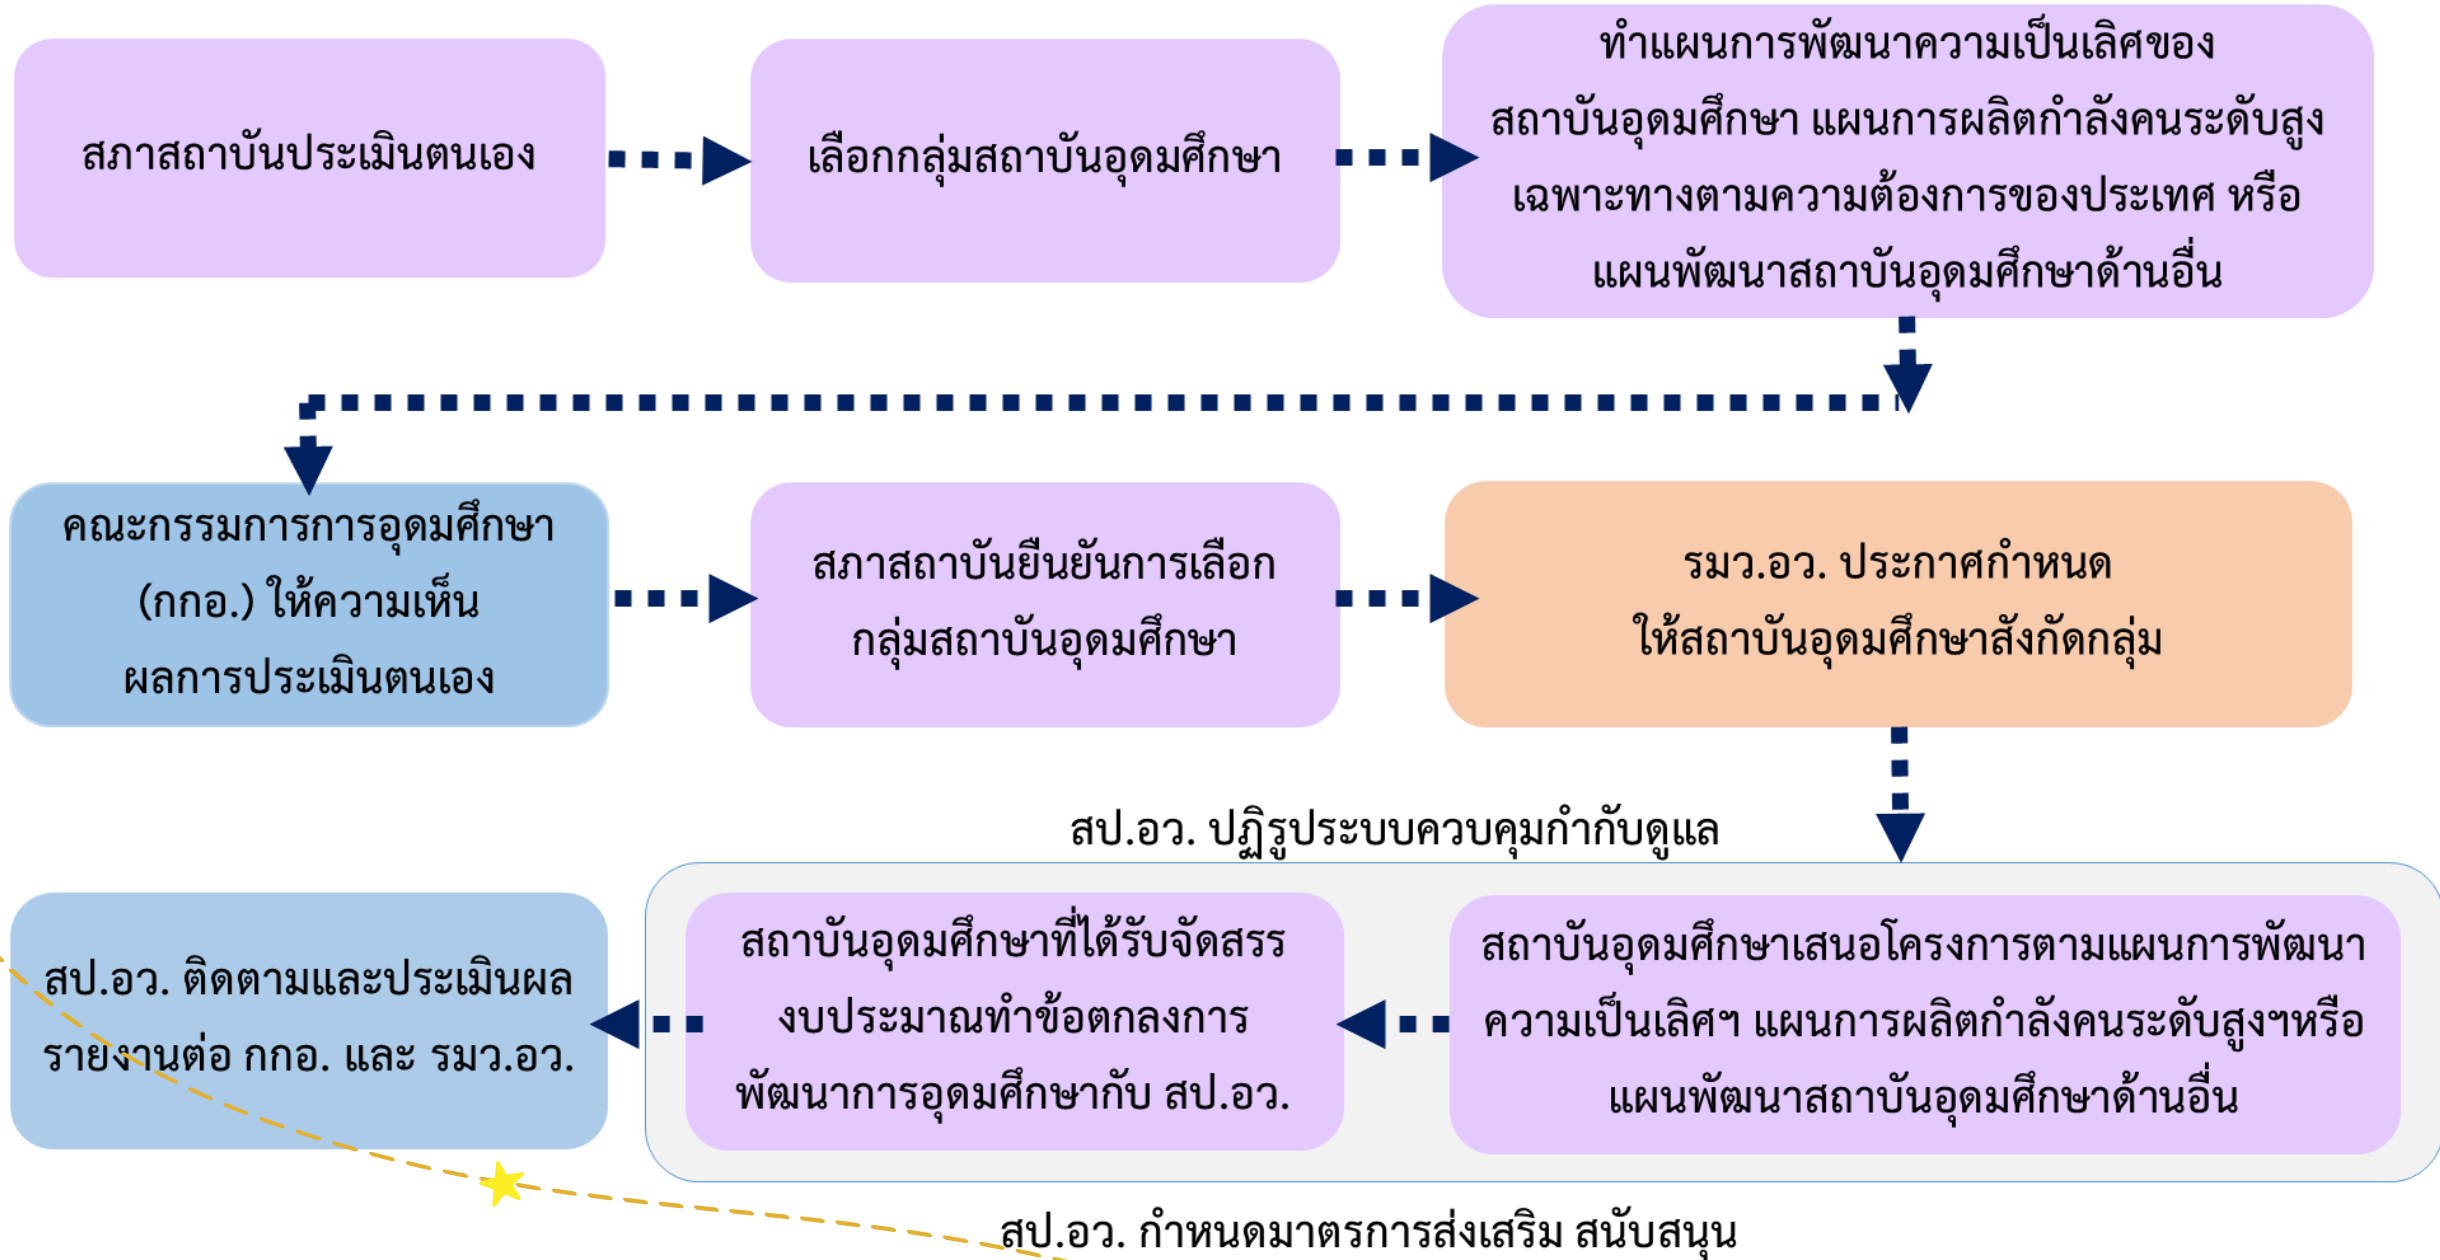 สภาสถาบันประเมินตนเอง
เลือกกลุ่มสถาบันอุดมศึกษา
ทำแผนการพัฒนาความเป็นเลิศของ
สถาบันอุดมศึกษา แผนการผลิตกำลังคนระดับสูง
เฉพาะทางตามความต้องการของประเทศ หรือ
แผนพัฒนาสถาบันอุดมศึกษาด้านอื่น
คณะกรรมการการอุดมศึกษา
(กกอ.) ให้ความเห็น
ผลการประเมินตนเอง
สภาสถาบันยืนยันการเลือก
กลุ่มสถาบันอุดมศึกษา
รมว.อว. ประกาศกำหนด
ให้สถาบันอุดมศึกษาสังกัดกลุ่ม
สป.อว. ปฏิรูประบบควบคุมกำกับดูแล
สถาบันอุดมศึกษาเสนอโครงการตามแผนการพัฒนา
ความเป็นเลิศฯ แผนการผลิตกำลังคนระดับสูงฯหรือ
แผนพัฒนาสถาบันอุดมศึกษาด้านอื่น
สถาบันอุดมศึกษาที่ได้รับจัดสรร
งบประมาณทำข้อตกลงการ
พัฒนาการอุดมศึกษากับ สป.อว.
สป.อว. ติดตามและประเมินผล
รายงานต่อ กกอ. และ รมว.อว.
สป.อว. กำหนดมาตรการส่งเสริม สนับสนุน